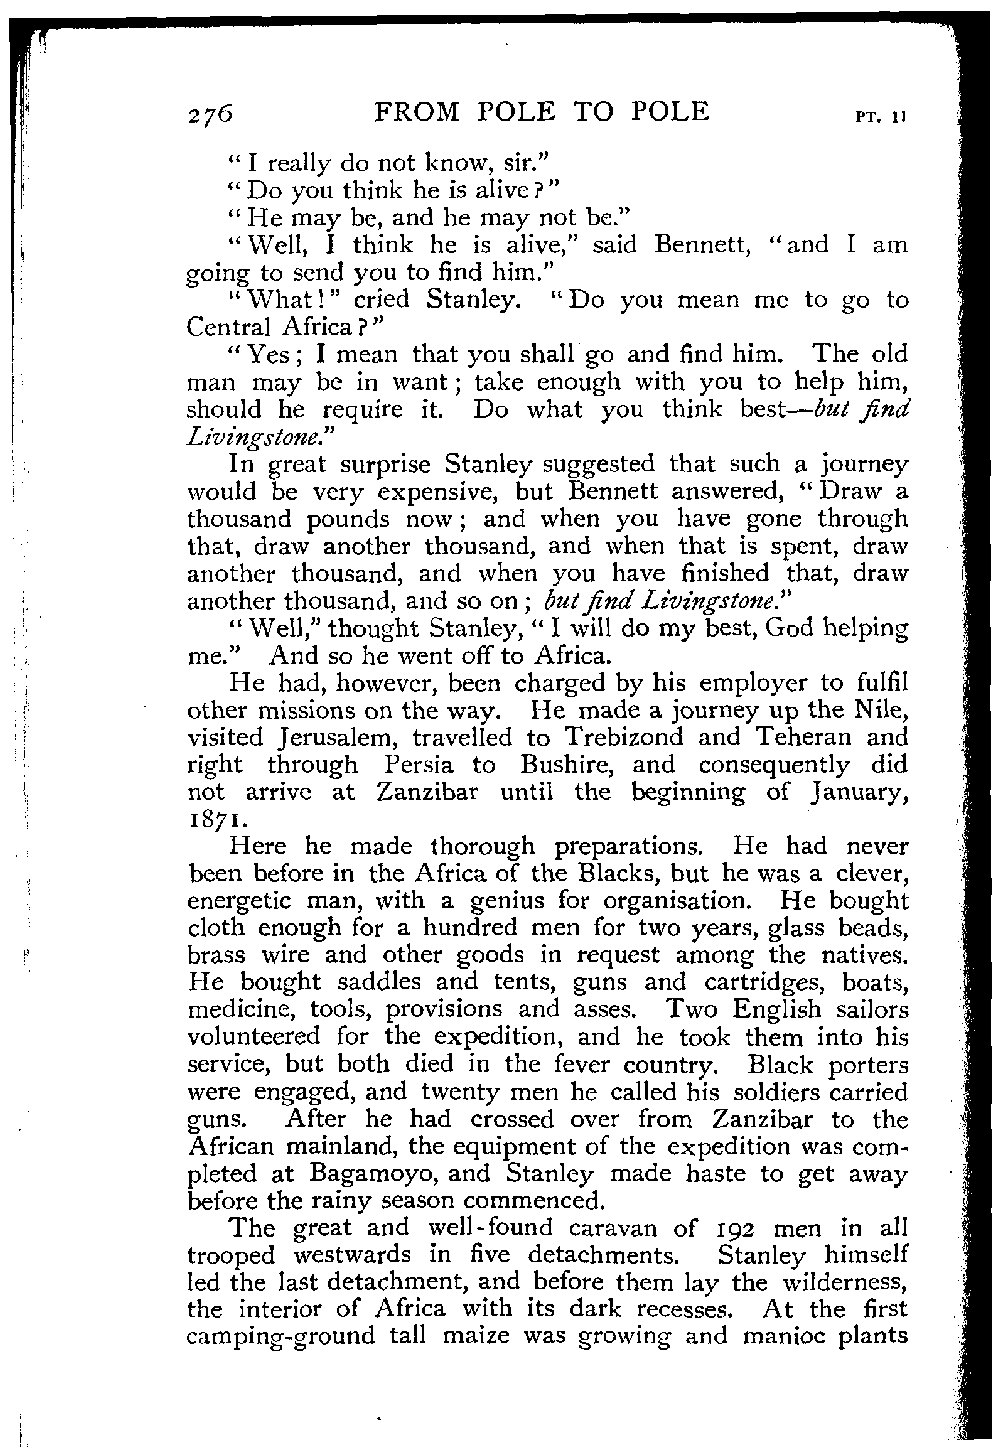 276 FROM POLE TO POLE PT. II
“I really do not know, sir.”
“Do you think he is alive?”
“He may be, and he may not be.”
“Well, I think he is alive,” said Bennett, “and I am
going to send you to find him.”
“What!” cried Stanley. “Do you mean me to go to
Central Africa?”
“Yes; I mean that you shall go and find him. The old
man may be in want; take enough with you to help him,
should he require it. Do what you think best—but find
Livingstone.”
In great surprise Stanley suggested that such a journey
would be very expensive, but Bennett answered, “Draw a
thousand pounds now; and when you have gone through
that, draw another thousand, and when that is spent, draw
another thousand, and when you have finished that, draw
another thousand, and so on; but find Livingstone.”
“Well,” thought Stanley, “I will do my best, God helping
me.” And so he went off to Africa.
He had, however, been charged by his employer to fulfil
other missions on the way. He made a journey up the Nile,
visited Jerusalem, travelled to Trebizond and Teheran and
right through Persia to Bushire, and consequently did
not arrive at Zanzibar until the beginning of January,
1871.
Here he made thorough preparations. He had never
been before in the Africa of the Blacks, but he was a clever,
energetic man, with a genius for organisation. He bought
cloth enough for a hundred men for two years, glass beads,
brass wire and other goods in request among the natives.
He bought saddles and tents, guns and cartridges, boats,
medicine, tools, provisions and asses. Two English sailors
volunteered for the expedition, and he took them into his
service, but both died in the fever country. Black porters
were engaged, and twenty men he called his soldiers carried
guns. After he had crossed over from Zanzibar to the
African mainland, the equipment of the expedition was com-
pleted at Bagamoyo, and Stanley made haste to get away
before the rainy season commenced.
The great and well-found caravan of 192 men in all
trooped westwards in five detachments. Stanley himself
led the last detachment, and before them lay the wilderness,
the interior of Africa with its dark recesses. At the first
camping-ground tall maize was growing and manioc plants